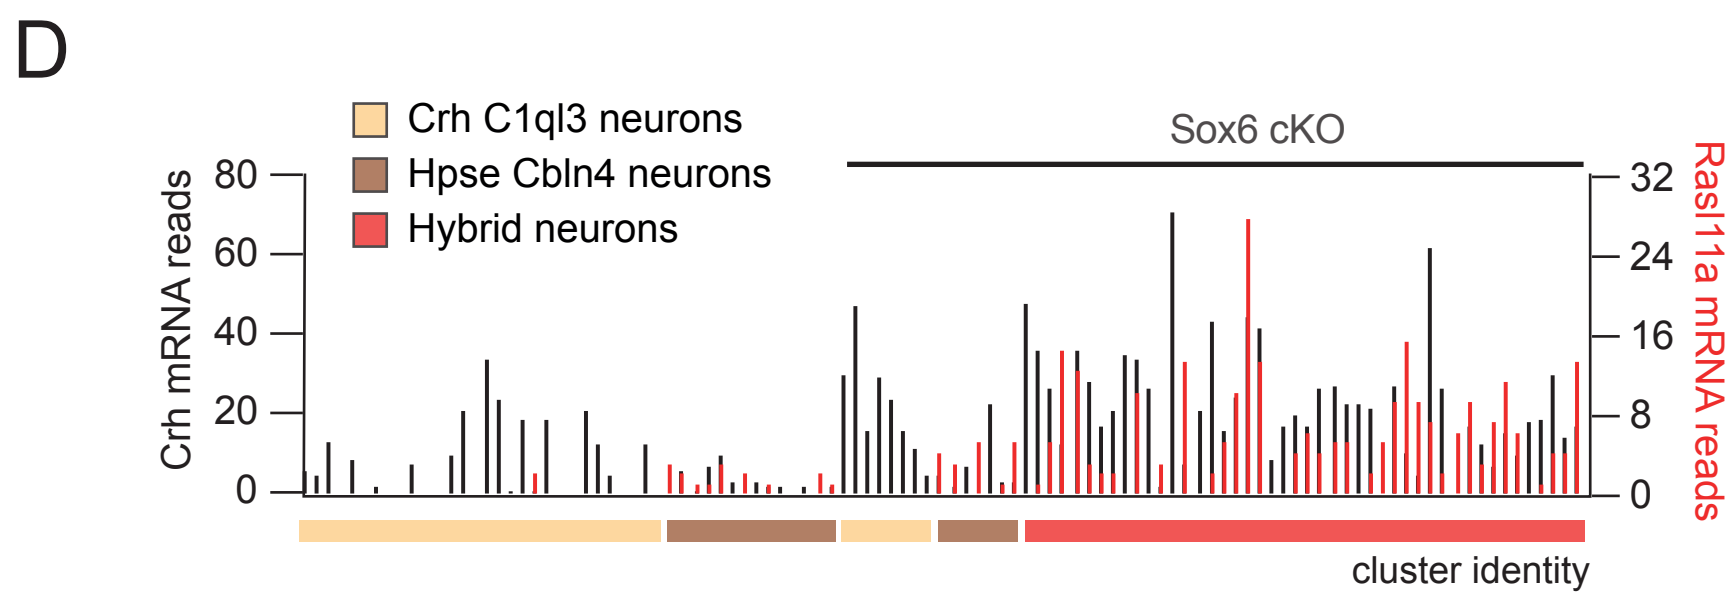 D
Crh C1ql3 neurons
Hpse Cbln4 neurons
Hybrid neurons
Sox6 cKO
Crh mRNA reads
80
60
40
20
0
32
24
16
8
0
Rasl11a mRNA reads
cluster identity